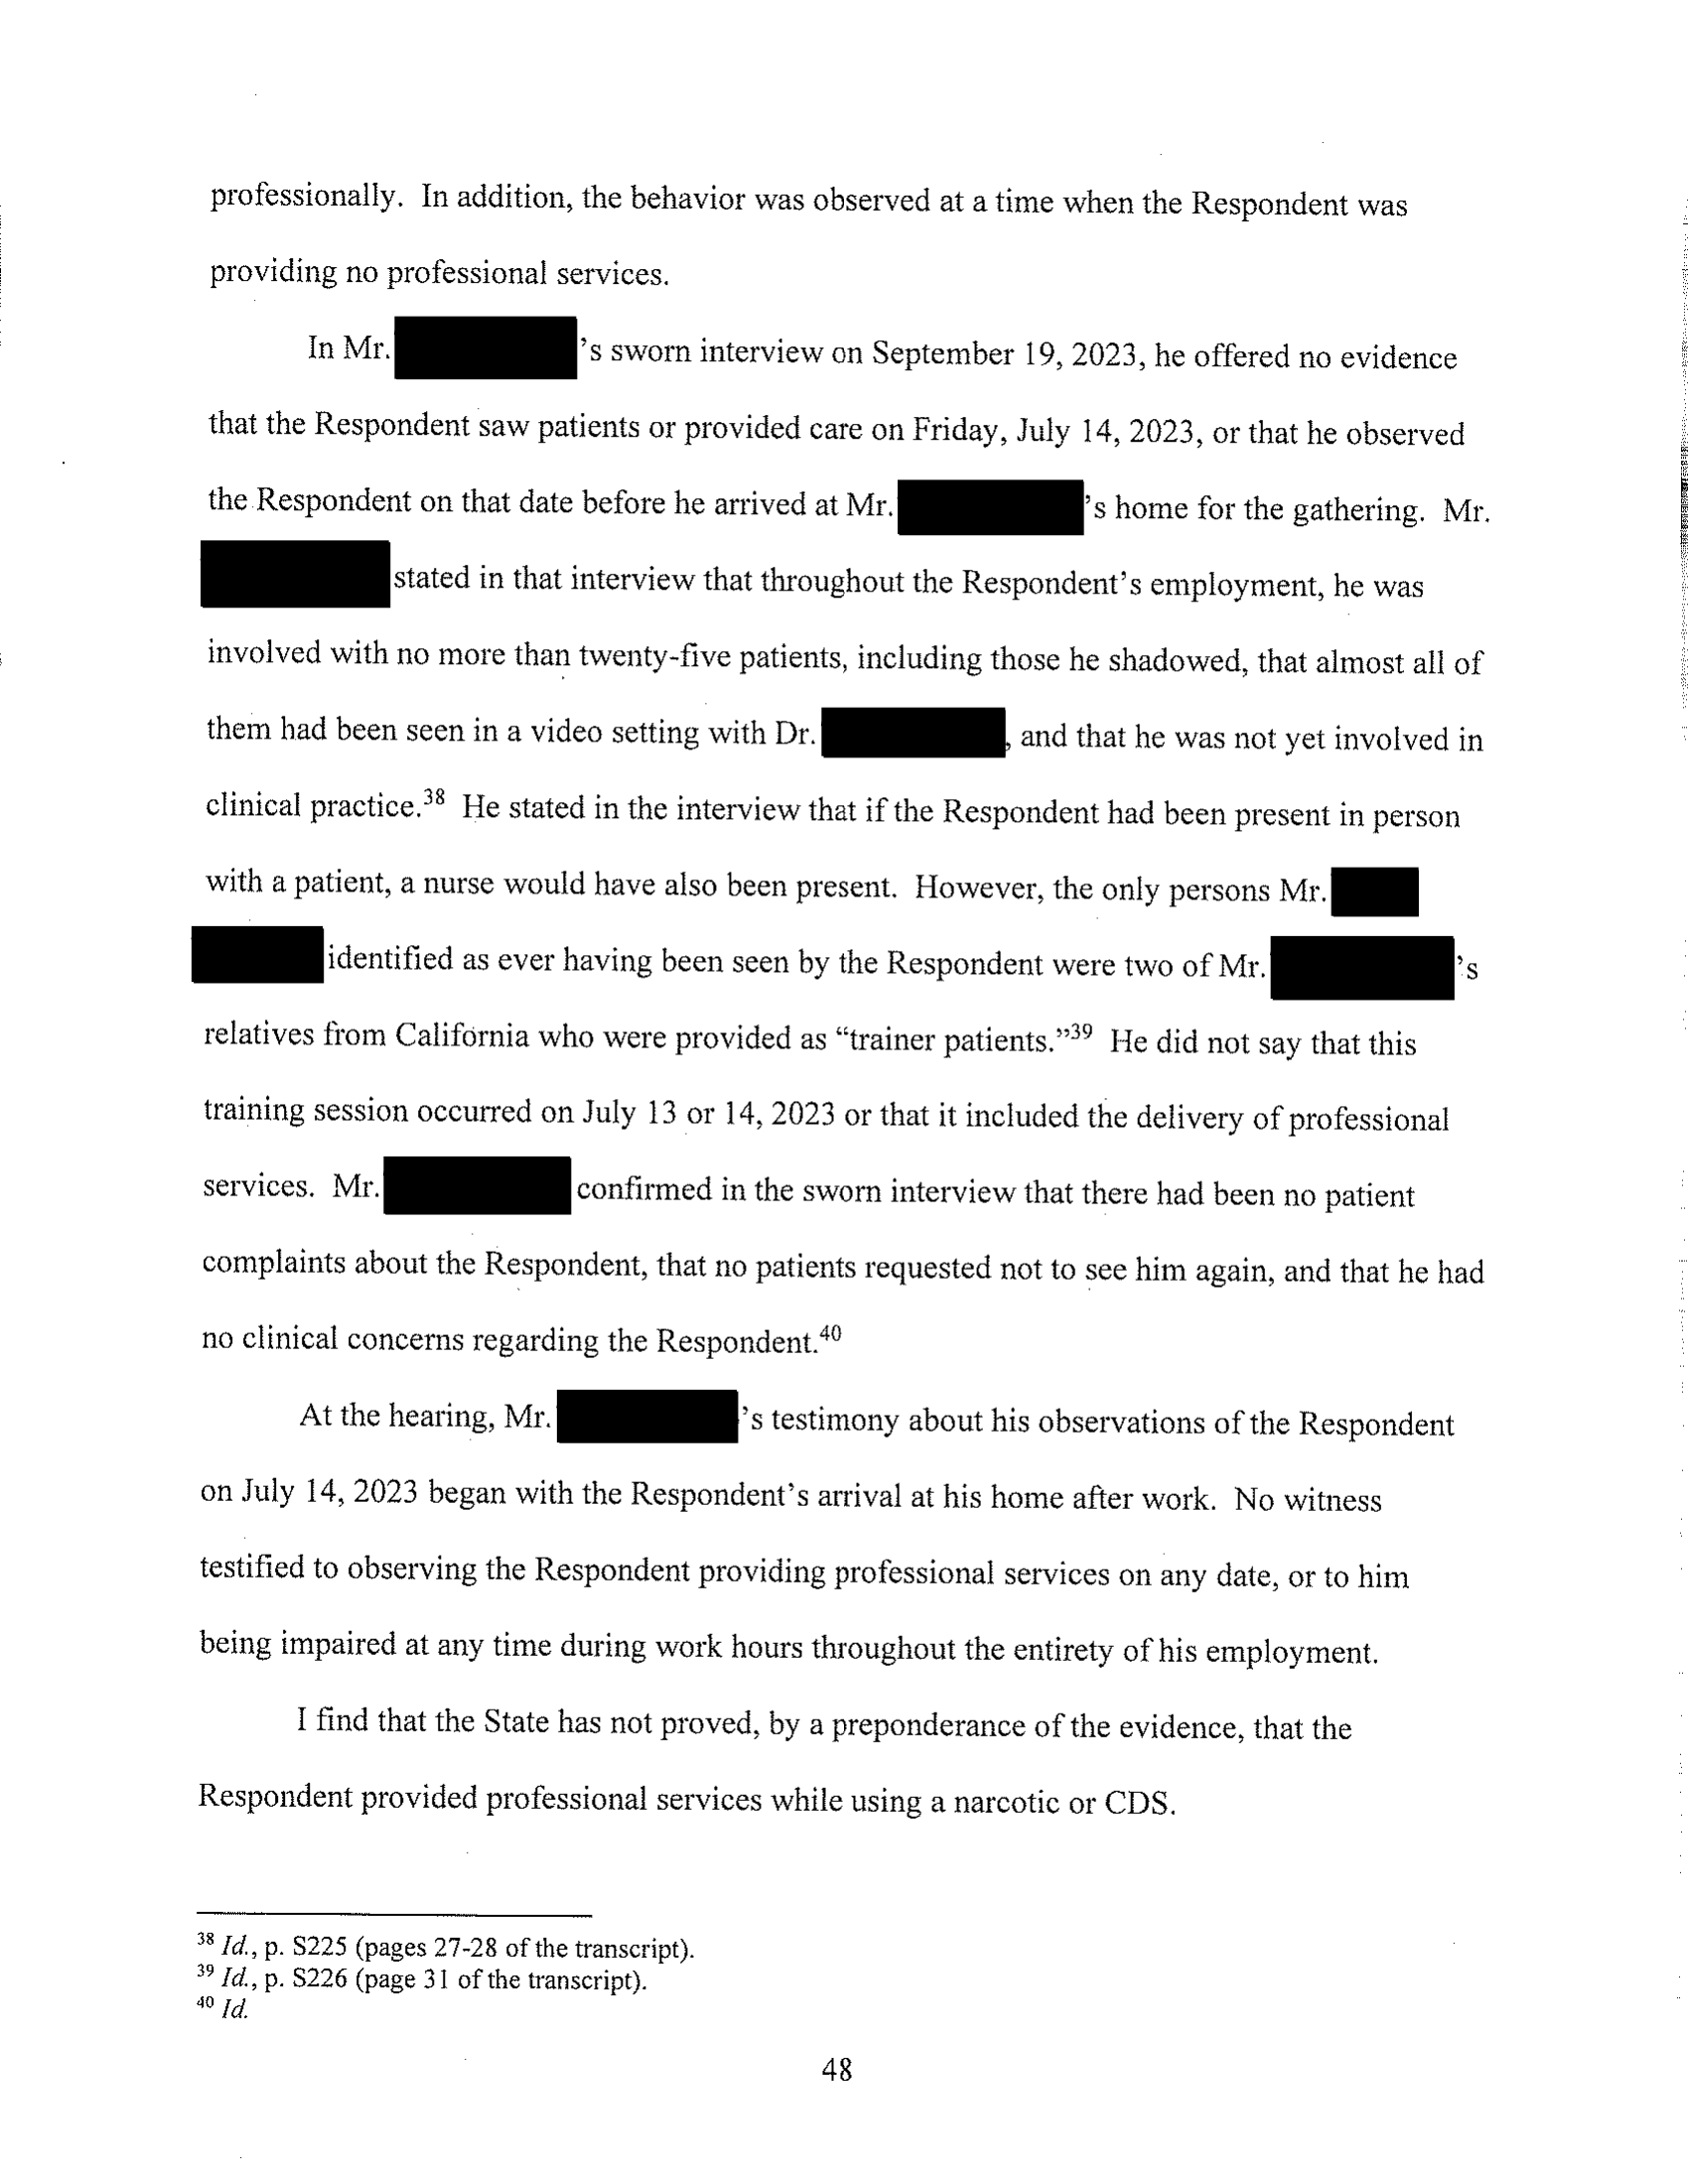 professionally. In addition, the behavior was observed at a time when the Respondent was
providing no professional services.
In Mr. 's sworn interview on September 19, 2023, he offered no evidence
that the Respondent saw patients or provided care on Friday, July 14, 2023, or that he observed
the Respondent on that date before he arrived at Mr. 's home for the gathering. Mr.
stated in that interview that throughout the Respondent's employment, he was
involved with no more than twenty-five patients, including those he shadowed, that almost all of
them had been seen in a video setting with Dr. , and that he was not yet involved in
clinical practice.38 He stated in the interview that if the Respondent had been present in person
with a patient, a nurse would have also been present. However, the only persons Mr.
identified as ever having been seen by the Respondent were two of Mr. 's
relatives from California who were provided as “trainer patients.”39 He did not say that this
training session occurred on July 13 or 14, 2023 or that it included the delivery of professional
services. Mr. confirmed in the sworn interview that there had been no patient
complaints about the Respondent, that no patients requested not to see him again, and that he had
no clinical concerns regarding the Respondent.40
At the hearing, Mr. 's testimony about his observations of the Respondent
on July 14, 2023 began with the Respondent's arrival at his home after work. No witness
testified to observing the Respondent providing professional services on any date, or to him
being impaired at any time during work hours throughout the entirety of his employment.
I find that the State has not proved, by a preponderance of the evidence, that the
Respondent provided professional services while using a narcotic or CDS.
38 Id., p. S225 (pages 27-28 of the transcript).
39 Id., p. S226 (page 31 of the transcript).
40 Id.
48